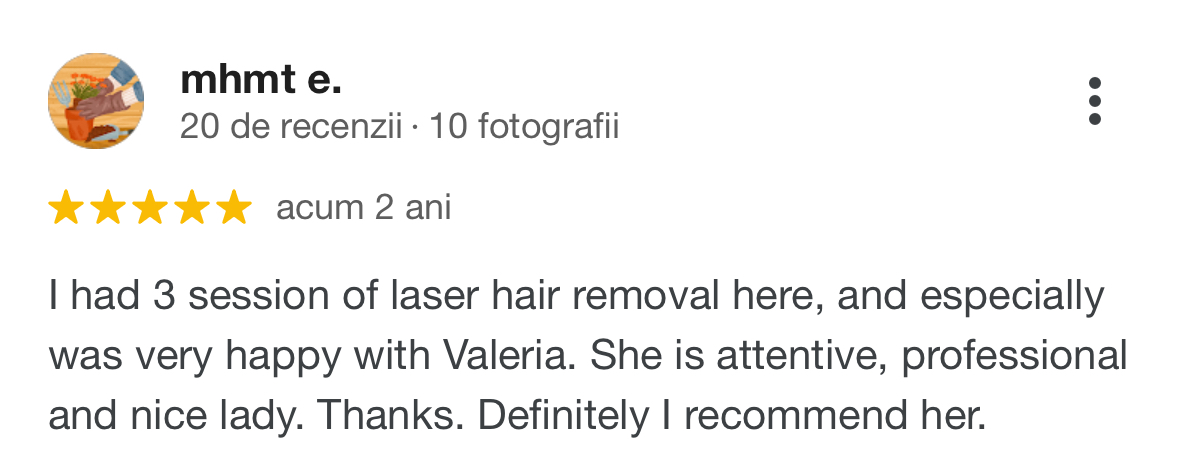 mhmt e.
20 de recenzii · 10 fotografii
acum 2 ani
I had 3 session of laser hair removal here, and especially
was very happy with Valeria. She is attentive, professional
and nice lady. Thanks. Definitely I recommend her.